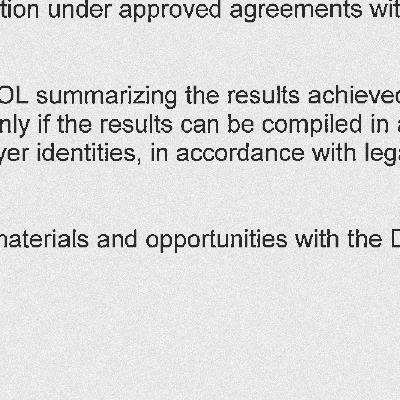 tion under approved agreements wit
OL summarizing the results achieved
nly if the results can be compiled in a
yer identities, in accordance with lega
naterials and opportunities with the D